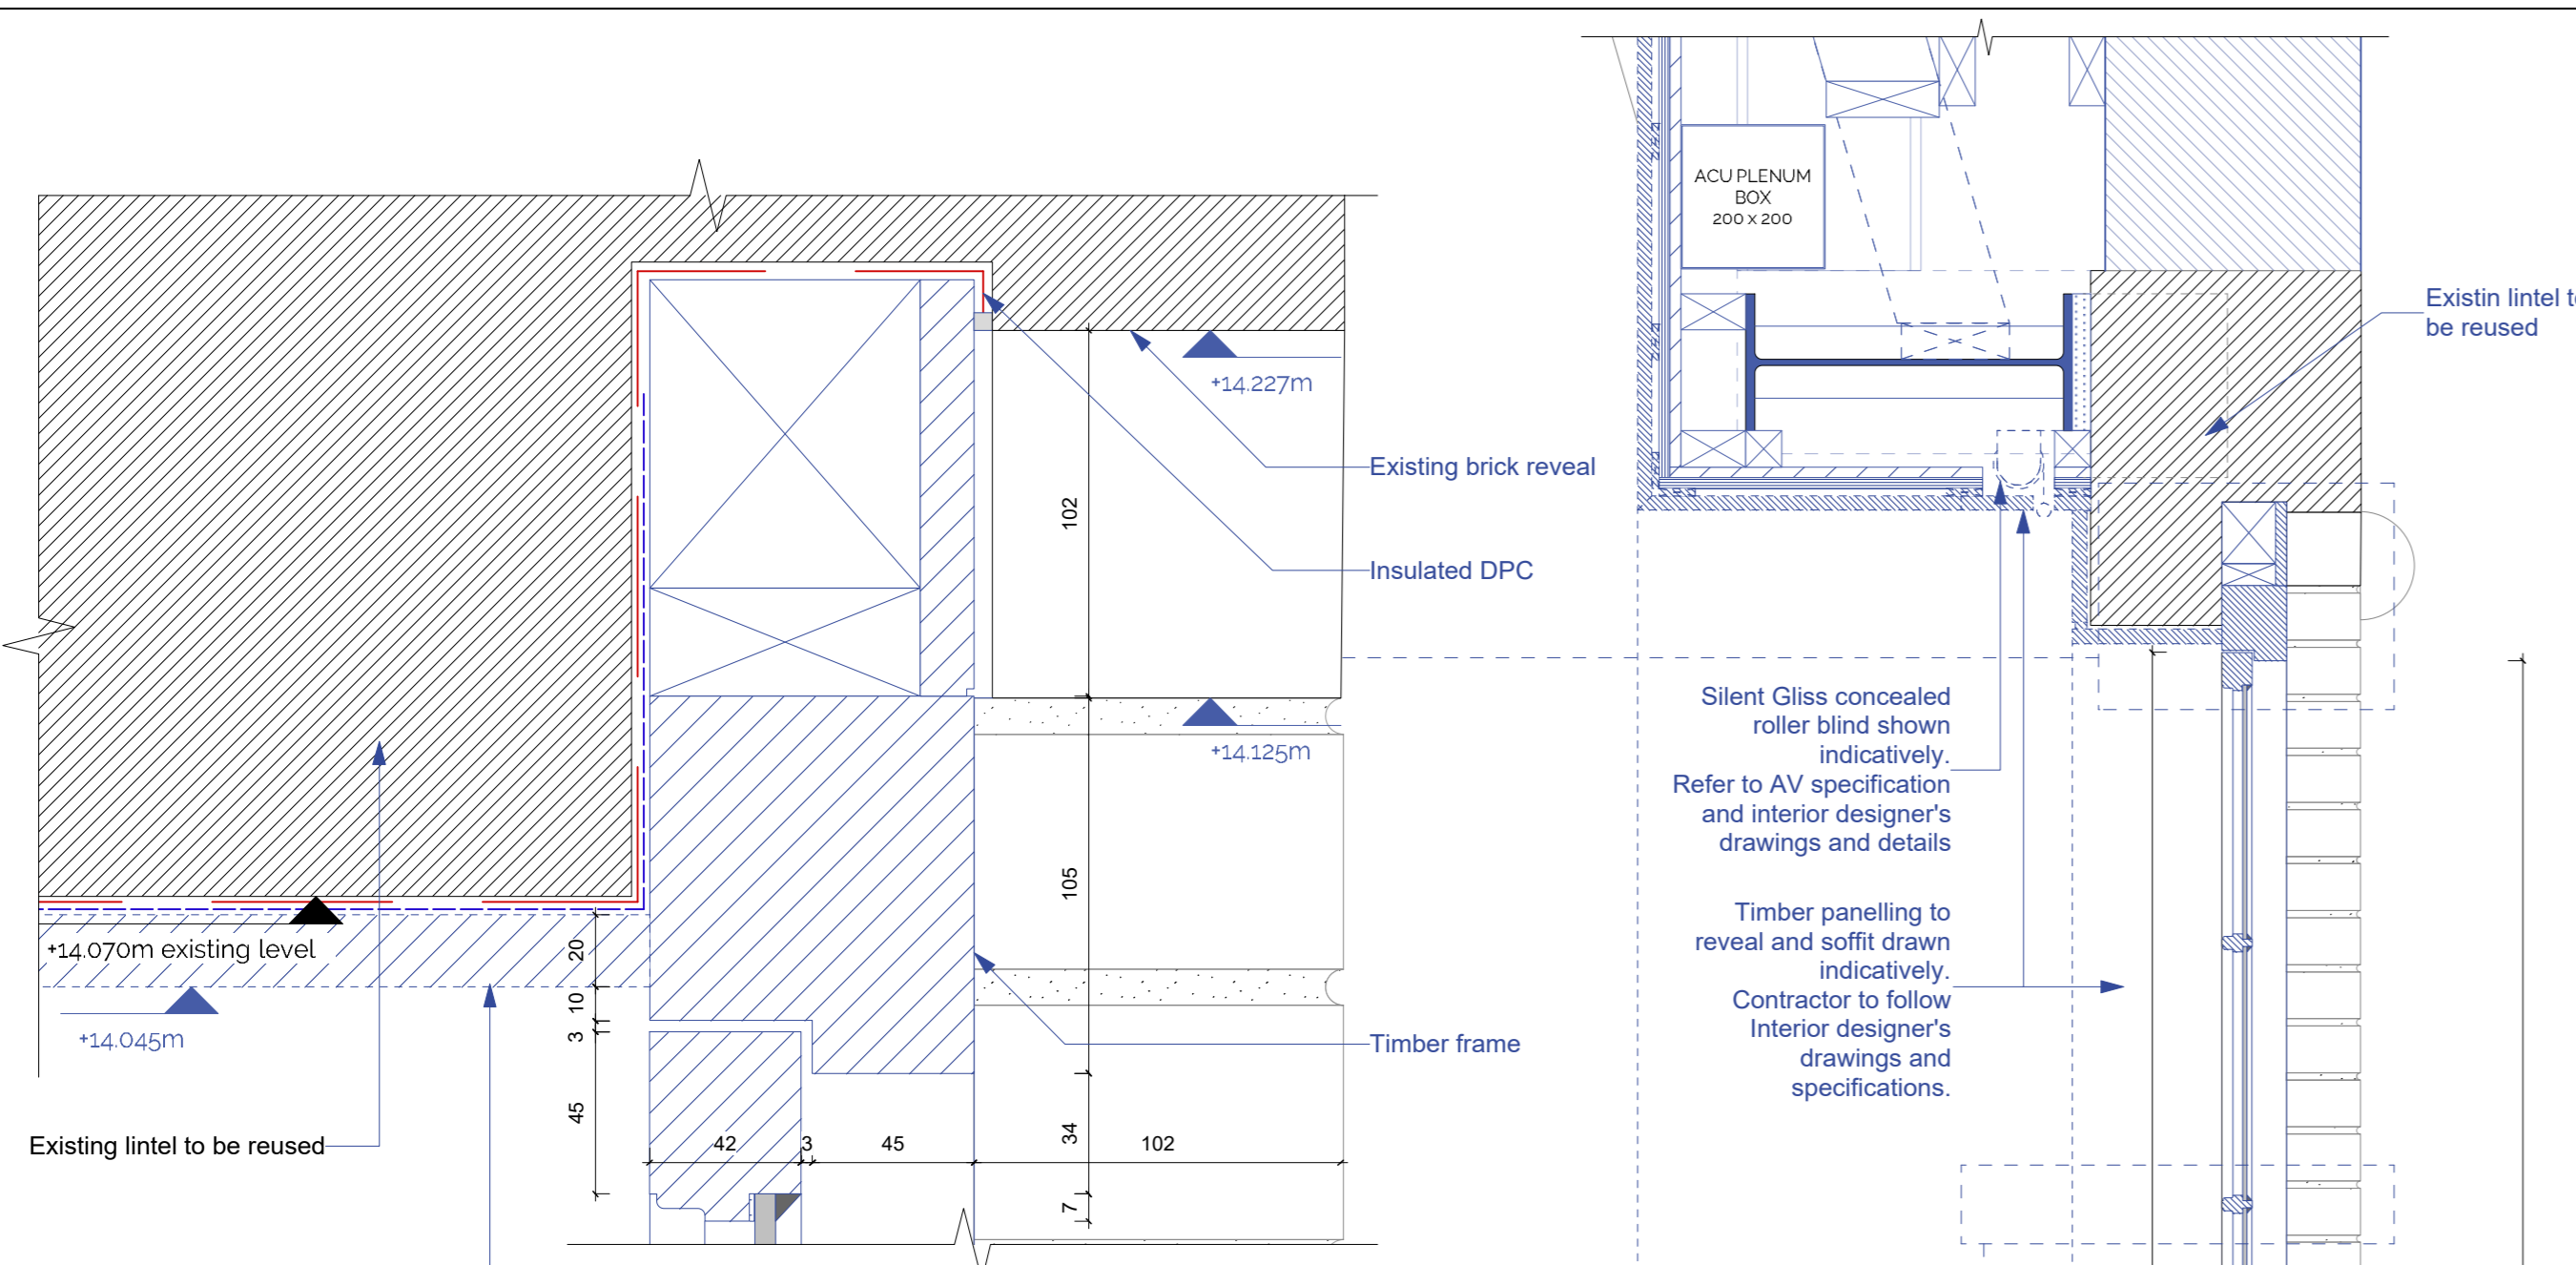 ACU PLENUM
BOX
200 x 200
Existin lintel t
be reused
+14.227m
Existing brick reveal
102
Insulated DPC
Silent Gliss concealed
roller blind shown
indicatively.
Refer to AV specification
and interior designer's
drawings and details
+14.125m
105
Timber panelling to
reveal and soffit drawn
indicatively.
Contractor to follow
Interior designer's
drawings and
specifications.
+14.070m existing level
20
10
3
45
+14.045m
Timber frame
Existing lintel to be reused
42
3
45
102
34
7